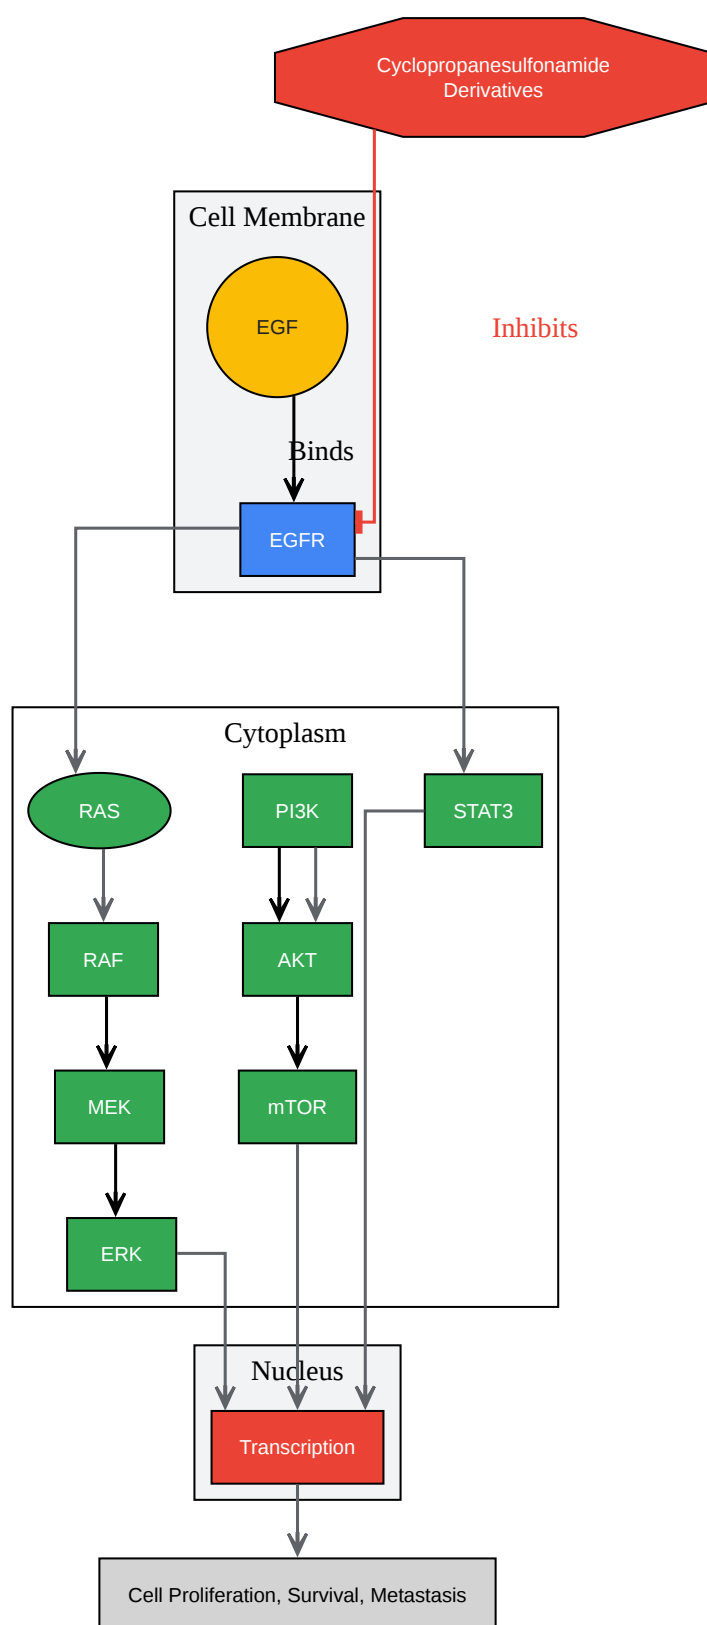 Cyclopropanesulfonamide
Derivatives
Cell Membrane
EGF
Inhibits
Binds
EGFR
Cytoplasm
RAS
PI3K
STAT3
RAF
AKT
MEK
mTOR
ERK
Nucleus
Transcription
Cell Proliferation, Survival, Metastasis